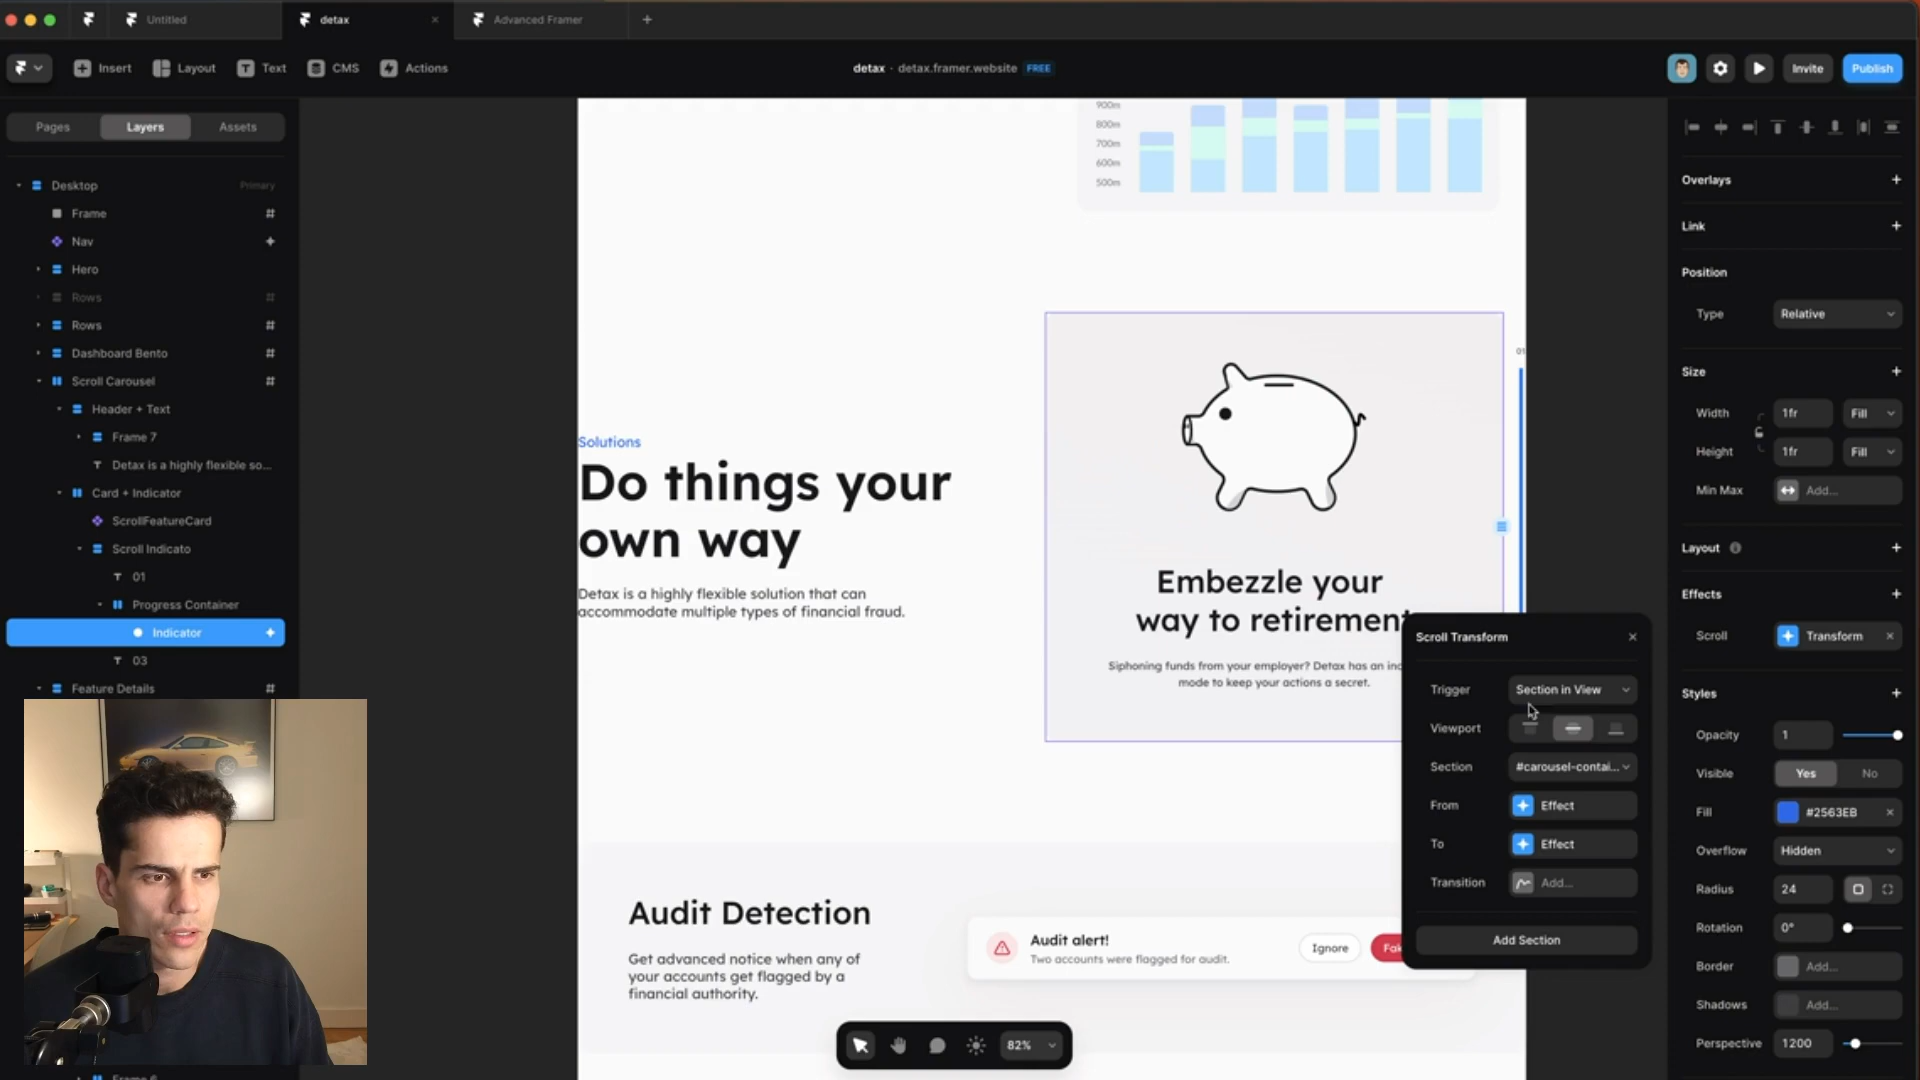 Untitled
detax
Advanced Framer
Insert
Layout
Text
CMS
Actions
detax · detax.framer.website FREE
Invite
Publish
Pages
Layers
Assets
Desktop
Primary
Frame
Nav
Hero
Rows
Rows
Dashboard Bento
Scroll Carousel
Header + Text
Frame 7
Detax is a highly flexible so...
Card + Indicator
ScrollFeatureCard
Scroll Indicato
01
Progress Container
Indicator
03
Feature Details
900m
800m
700m
600m
500m
Solutions
Do things your
own way
Detax is a highly flexible solution that can
accommodate multiple types of financial fraud.
01
Embezzle your
way to retirement
Siphoning funds from your employer? Detax has an
mode to keep your actions a secret.
Audit Detection
Get advanced notice when any of
your accounts get flagged by a
financial authority.
Audit alert!
Two accounts were flagged for audit.
Ignore
82%
Scroll Transform
Trigger
Section in View
Viewport
Section
#carousel-contai...
From
Effect
To
Effect
Transition
Add...
Add Section
Overlays
Link
Position
Type
Relative
Size
Width
1fr
Fill
Height
1fr
Fill
Min Max
Add...
Layout
Effects
Scroll
Transform
Styles
Opacity
1
Visible
Yes
No
Fill
#2563EB
Overflow
Hidden
Radius
24
Rotation
0°
Border
Add...
Shadows
Add...
Perspective
1200